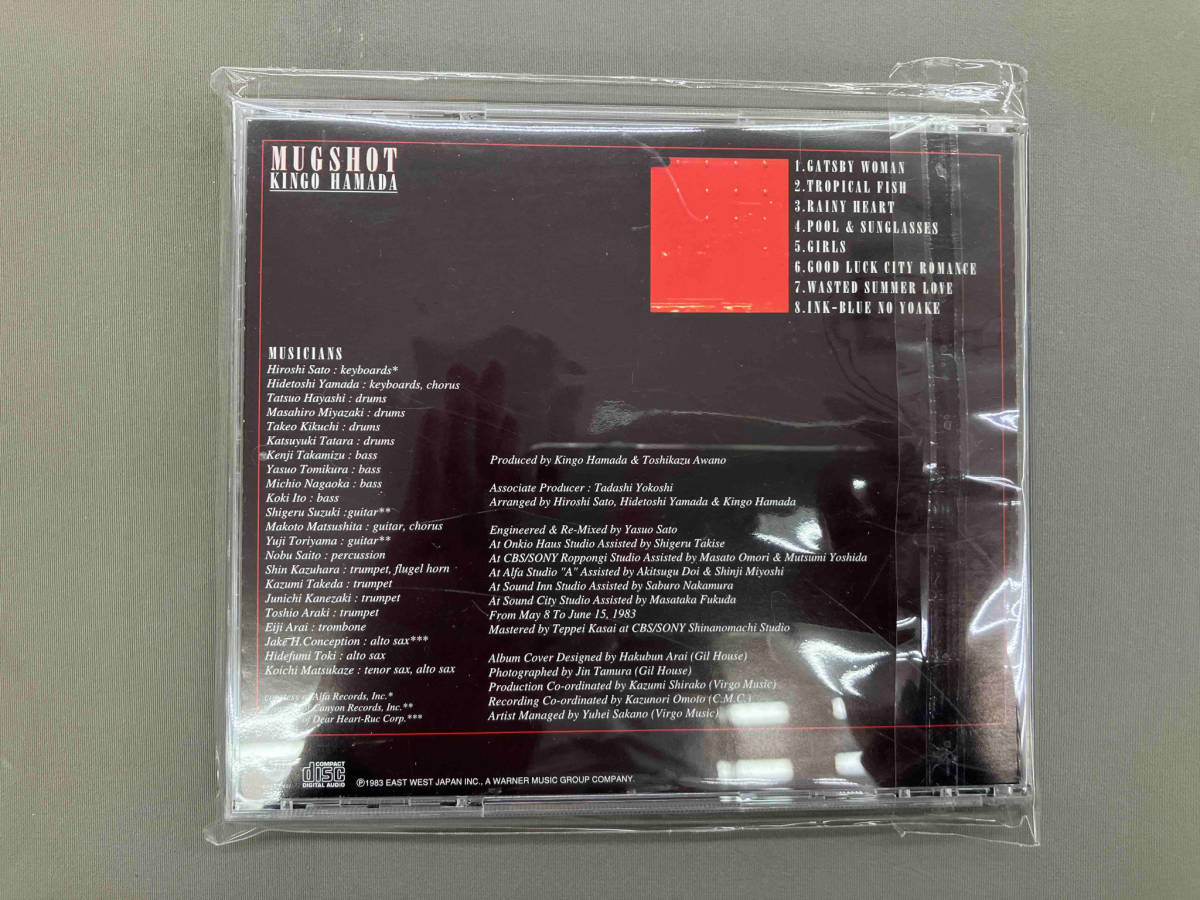 MUGSHOT
KINGO HAMADA
1.GATSBY WOMAN
2.TROPICAL FISH
3.RAINY HEART
4.POOL & SUNGLASSES
5.GIRLS
6.GOOD LUCK CITY ROMANCE
7.WASTED SUMMER LOVE
8.INK-BLUE NO YOAKE
MUSICIANS
Hiroshi Sato : keyboards*
Hidetoshi Yamada : keyboards, chorus
Tatsuo Hayashi : drums
Masahiro Miyazaki : drums
Takeo Kikuchi : drums
Katsuyuki Tatara : drums
Kenji Takamizu : bass
Yasuo Tomikura : bass
Michio Nagaoka : bass
Koki Ito : bass
Shigeru Suzuki :guitar**
Makoto Matsushita : guitar, chorus
Yuji Toriyama : guitar**
Nobu Saito : percussion
Shin Kazuhara : trumpet, flugel horn
Kazumi Takeda : trumpet
Junichi Kanezaki : trumpet
Toshio Araki : trumpet
Eiji Arai : trombone
Jake H.Conception : alto sax***
Hidefumi Toki : alto sax
Koichi Matsukaze : tenor sax, alto sax
courtesy of Alfa Records, Inc.*
Canyon Records, Inc.**
of Dear Heart-Ruc Corp.***
Produced by Kingo Hamada & Toshikazu Awano
Associate Producer : Tadashi Yokoshi
Arranged by Hiroshi Sato, Hidetoshi Yamada & Kingo Hamada
Engineered & Re-Mixed by Yasuo Sato
At Onkio Haus Studio Assisted by Shigeru Takise
At CBS/SONY Roppongi Studio Assisted by Masato Omori & Mutsumi Yoshida
At Alfa Studio "A" Assisted by Akitsugu Doi & Shinji Miyoshi
At Sound Inn Studio Assisted by Saburo Nakamura
At Sound City Studio Assisted by Masataka Fukuda
From May 8 To June 15, 1983
Mastered by Teppei Kasai at CBS/SONY Shinanomachi Studio
Album Cover Designed by Hakubun Arai (Gil House)
Photographed by Jin Tamura (Gil House)
Production Co-ordinated by Kazumi Shirako (Virgo Music)
Recording Co-ordinated by Kazunori Omoto (C.M.C.)
Artist Managed by Yuhei Sakano (Virgo Music)
COMPACT
disc
DIGITAL AUDIO
℗1983 EAST WEST JAPAN INC., A WARNER MUSIC GROUP COMPANY.